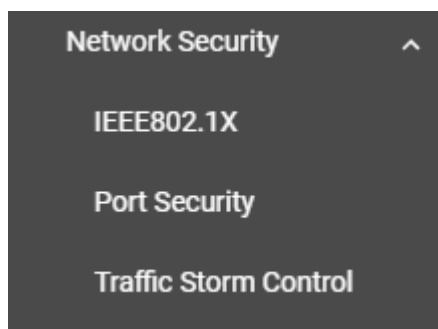 Network Security
IEEE802.1X
Port Security
Traffic Storm Control